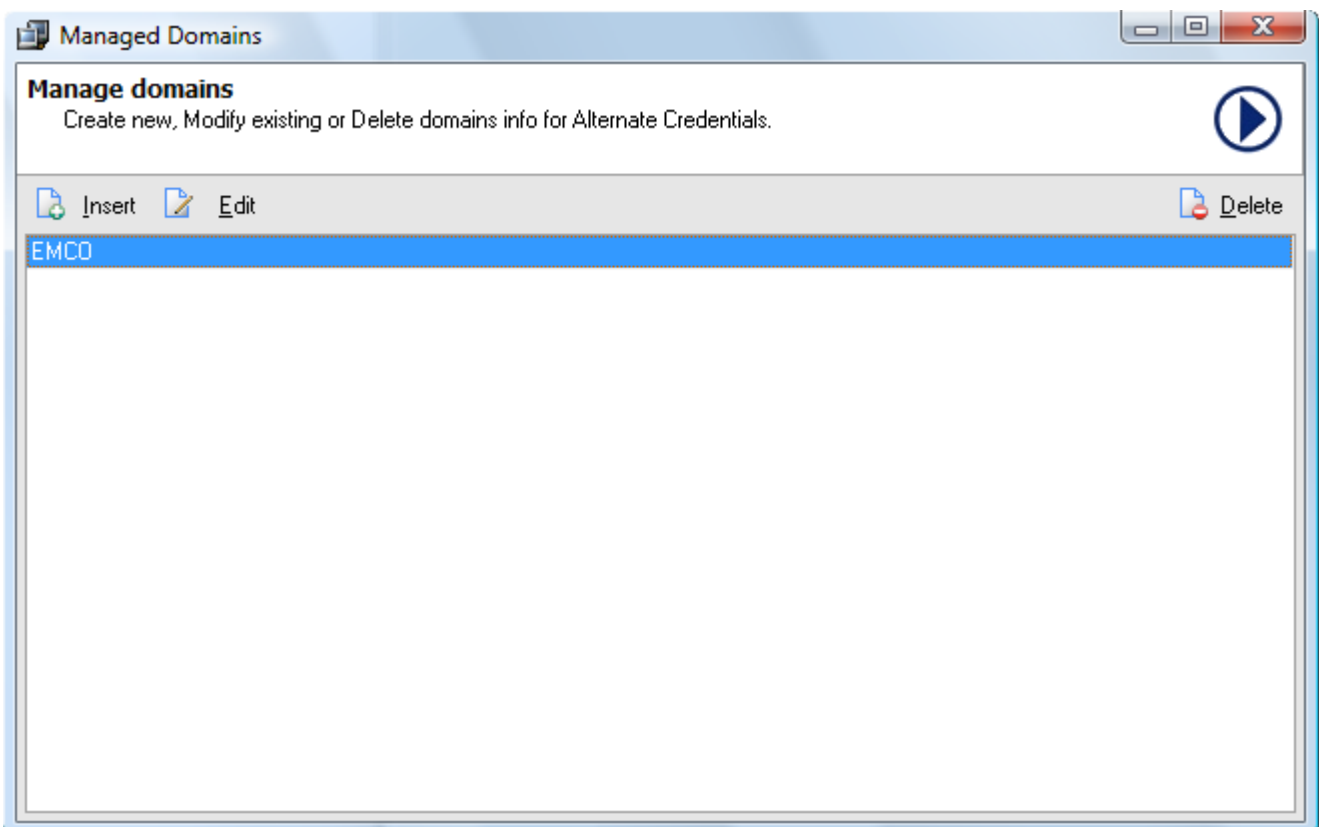 Managed Domains
Manage domains
Create new, Modify existing or Delete domains info for Alternate Credentials.
Insert Edit Delete
EMCO